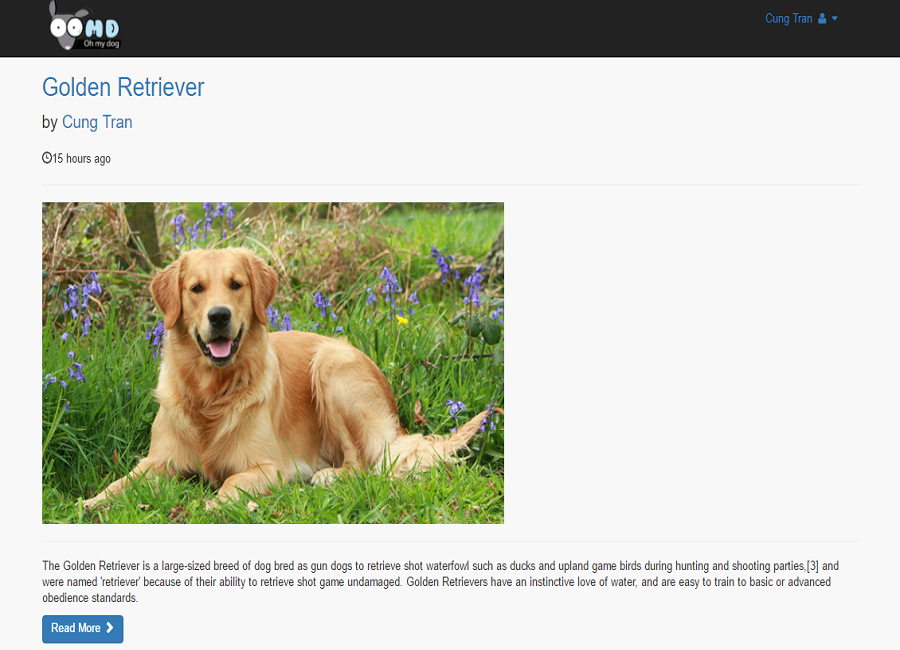 OOMD
Oh my dog
Cung Tran
Golden Retriever
by Cung Tran
15 hours ago
The Golden Retriever is a large-sized breed of dog bred as gun dogs to retrieve shot waterfowl such as ducks and upland game birds during hunting and shooting parties,[3] and
were named 'retriever' because of their ability to retrieve shot game undamaged. Golden Retrievers have an instinctive love of water, and are easy to train to basic or advanced
obedience standards.
Read More